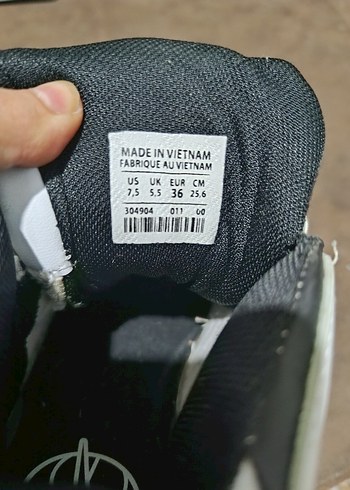 MADE IN VIETNAM
FABRIQUE AU VIETNAM
US UK EUR CM
7,5 5,5 36 25,6
304904 011 00